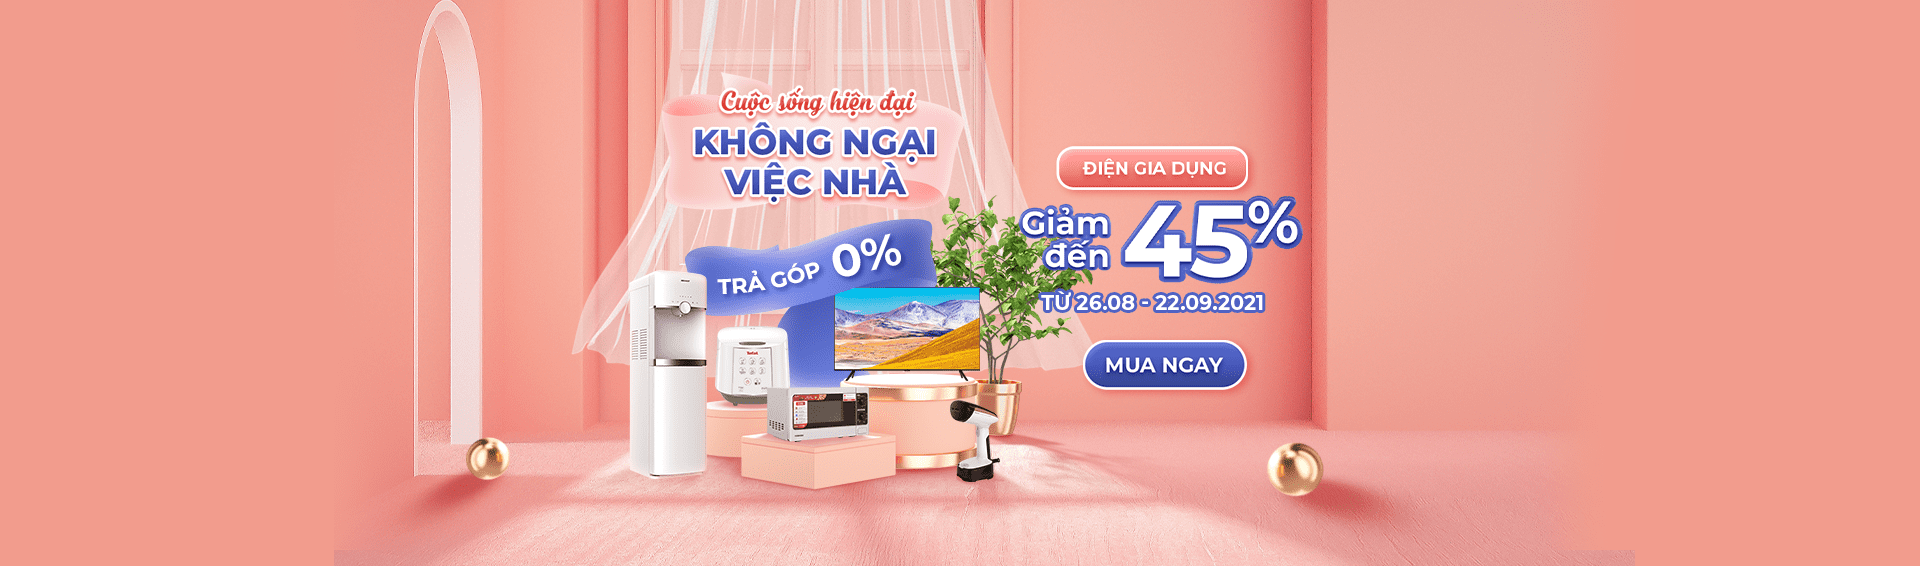 Cuộc sống hiện đại
KHÔNG NGẠI
VIỆC NHÀ
TRẢ GÓP 0%
Tefal
ĐIỆN GIA DỤNG
Giảm
đến 45%
TỪ 26.08 - 22.09.2021
MUA NGAY